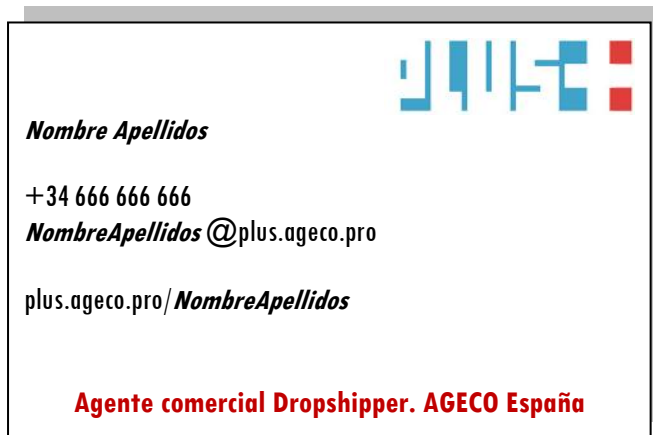 Nombre Apellidos
+34 666 666 666
NombreApellidos @plus.ageco.pro
plus.ageco.pro/NombreApellidos
Agente comercial Dropshipper. AGECO España